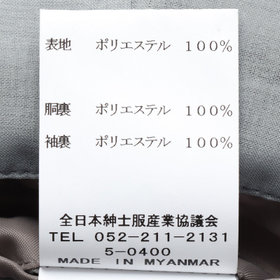 表地 ポリエステル 100%
胴裏 ポリエステル 100%
袖裏 ポリエステル 100%
全日本紳士服産業協議会
TEL 052-211-2131
5-0400
MADE IN MYANMAR